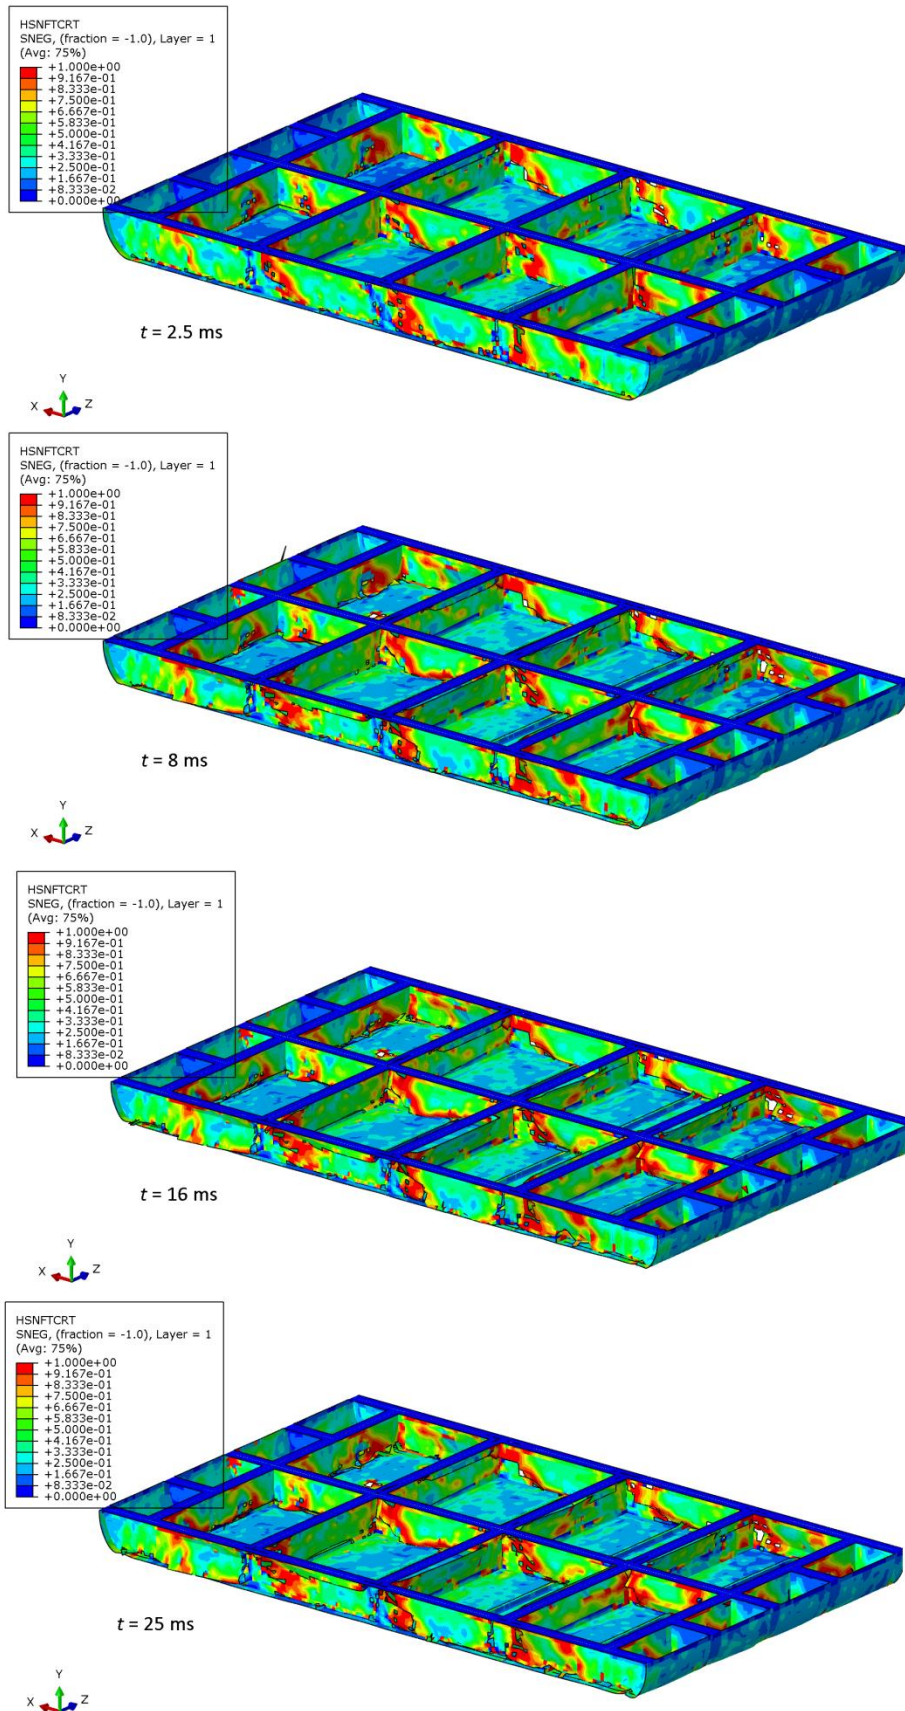 HSNFTCRT
SNEG, (fraction = -1.0), Layer = 1
(Avg: 75%)
+1.000e+00
+9.167e-01
+8.333e-01
+7.500e-01
+6.667e-01
+5.833e-01
+5.000e-01
+4.167e-01
+3.333e-01
+2.500e-01
+1.667e-01
+8.333e-02
+0.000e+00
t = 2.5 ms
Y
X
Z
HSNFTCRT
SNEG, (fraction = -1.0), Layer = 1
(Avg: 75%)
+1.000e+00
+9.167e-01
+8.333e-01
+7.500e-01
+6.667e-01
+5.833e-01
+5.000e-01
+4.167e-01
+3.333e-01
+2.500e-01
+1.667e-01
+8.333e-02
+0.000e+00
t = 8 ms
Y
X
Z
HSNFTCRT
SNEG, (fraction = -1.0), Layer = 1
(Avg: 75%)
+1.000e+00
+9.167e-01
+8.333e-01
+7.500e-01
+6.667e-01
+5.833e-01
+5.000e-01
+4.167e-01
+3.333e-01
+2.500e-01
+1.667e-01
+8.333e-02
+0.000e+00
t = 16 ms
Y
X
Z
HSNFTCRT
SNEG, (fraction = -1.0), Layer = 1
(Avg: 75%)
+1.000e+00
+9.167e-01
+8.333e-01
+7.500e-01
+6.667e-01
+5.833e-01
+5.000e-01
+4.167e-01
+3.333e-01
+2.500e-01
+1.667e-01
+8.333e-02
+0.000e+00
t = 25 ms
Y
X
Z